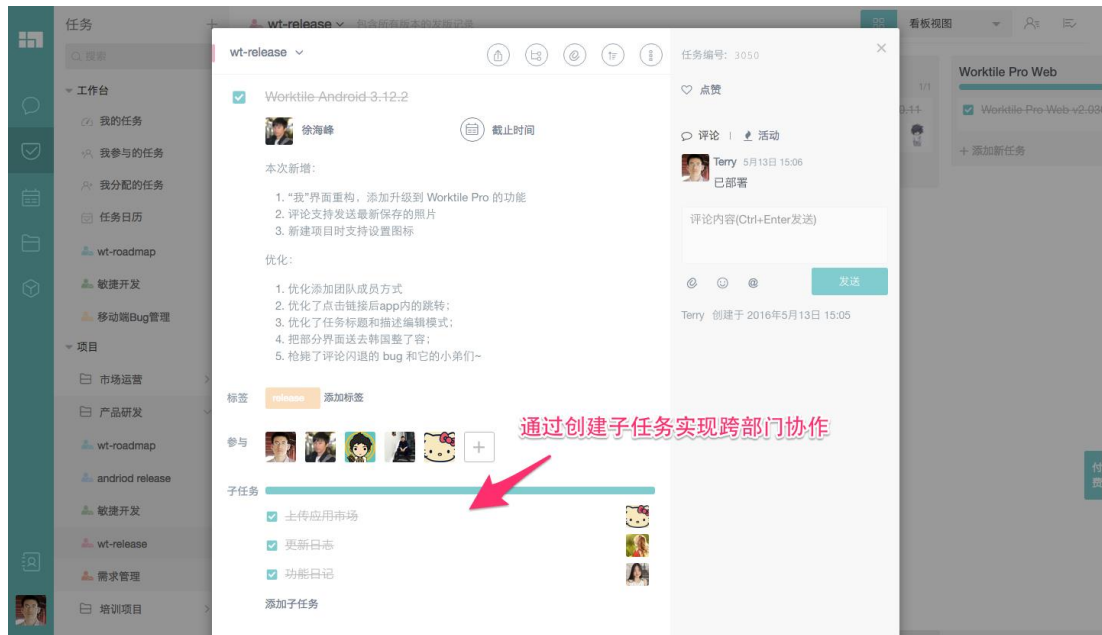 任务
搜索
工作台
我的任务
我参与的任务
我分配的任务
任务日历
wt-roadmap
敏捷开发
移动端Bug管理
项目
市场运营
产品研发
wt-roadmap
andriod release
敏捷开发
wt-release
需求管理
培训项目
wt-release 包含所有版本的发版记录
看板视图
wt-release
Worktile Android 3.12.2
徐海峰
截止时间
本次新增：
1. “我”界面重构，添加升级到 Worktile Pro 的功能
2. 评论支持发送最新保存的照片
3. 新建项目时支持设置图标
优化：
1. 优化添加团队成员方式
2. 优化了点击链接后app内的跳转；
3. 优化了任务标题和描述编辑模式；
4. 把部分界面送去韩国整了容；
5. 枪毙了评论闪退的 bug 和它的小弟们~
标签 release 添加标签
参与
通过创建子任务实现跨部门协作
子任务
上传应用市场
更新日志
功能日记
添加子任务
任务编号: 3050
点赞
评论 | 活动
Terry 5月13日 15:06
已部署
评论内容(Ctrl+Enter发送)
@ 发送
Terry 创建于 2016年5月13日 15:05
1/1
0.11
Worktile Pro Web
Worktile Pro Web v2.03
添加新任务
付
费